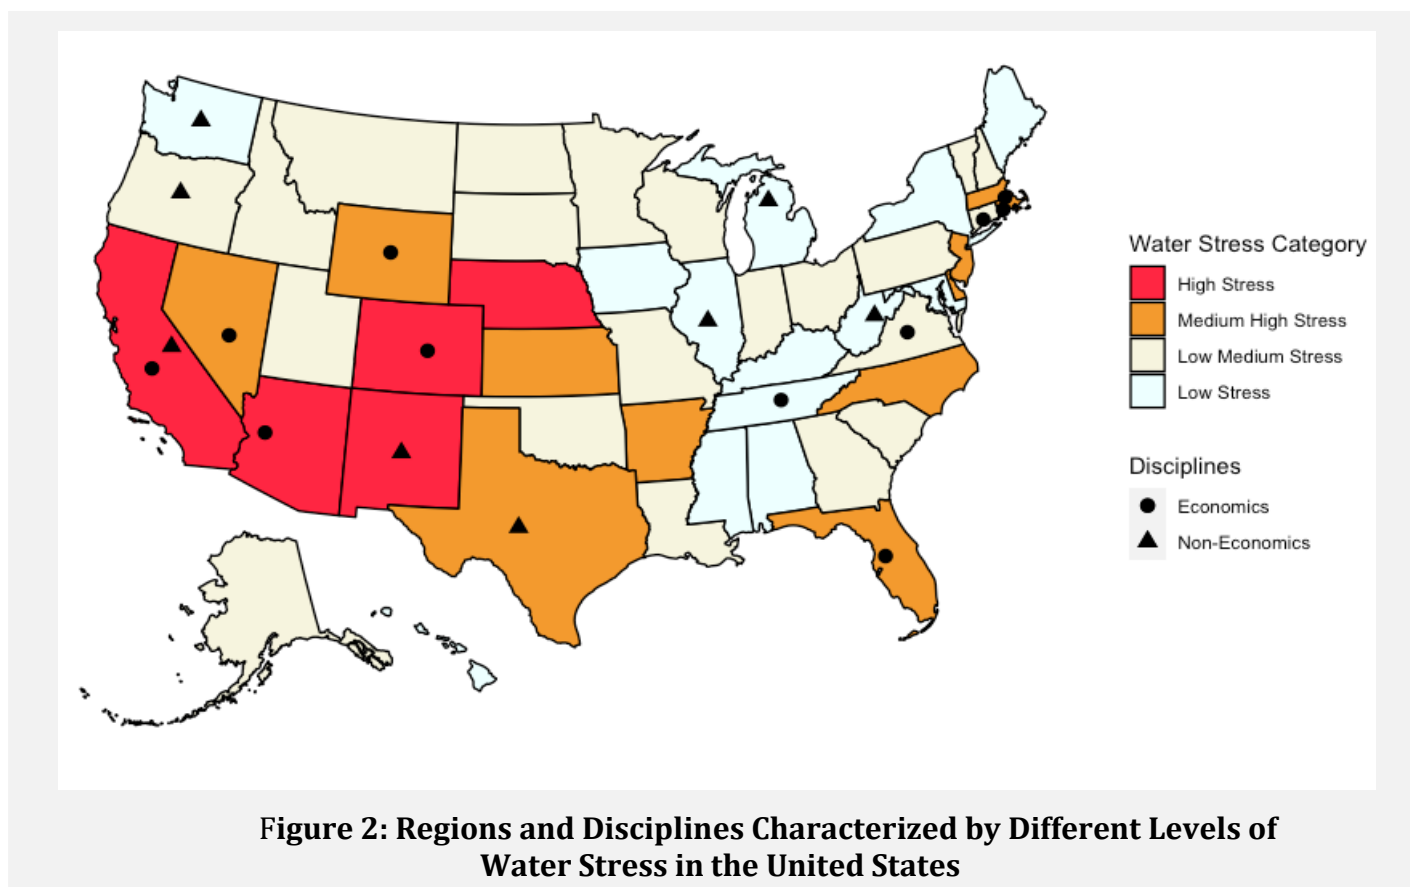 Water Stress Category
High Stress
Medium High Stress
Low Medium Stress
Low Stress
Disciplines
Economics
Non-Economics
Figure 2: Regions and Disciplines Characterized by Different Levels of
Water Stress in the United States